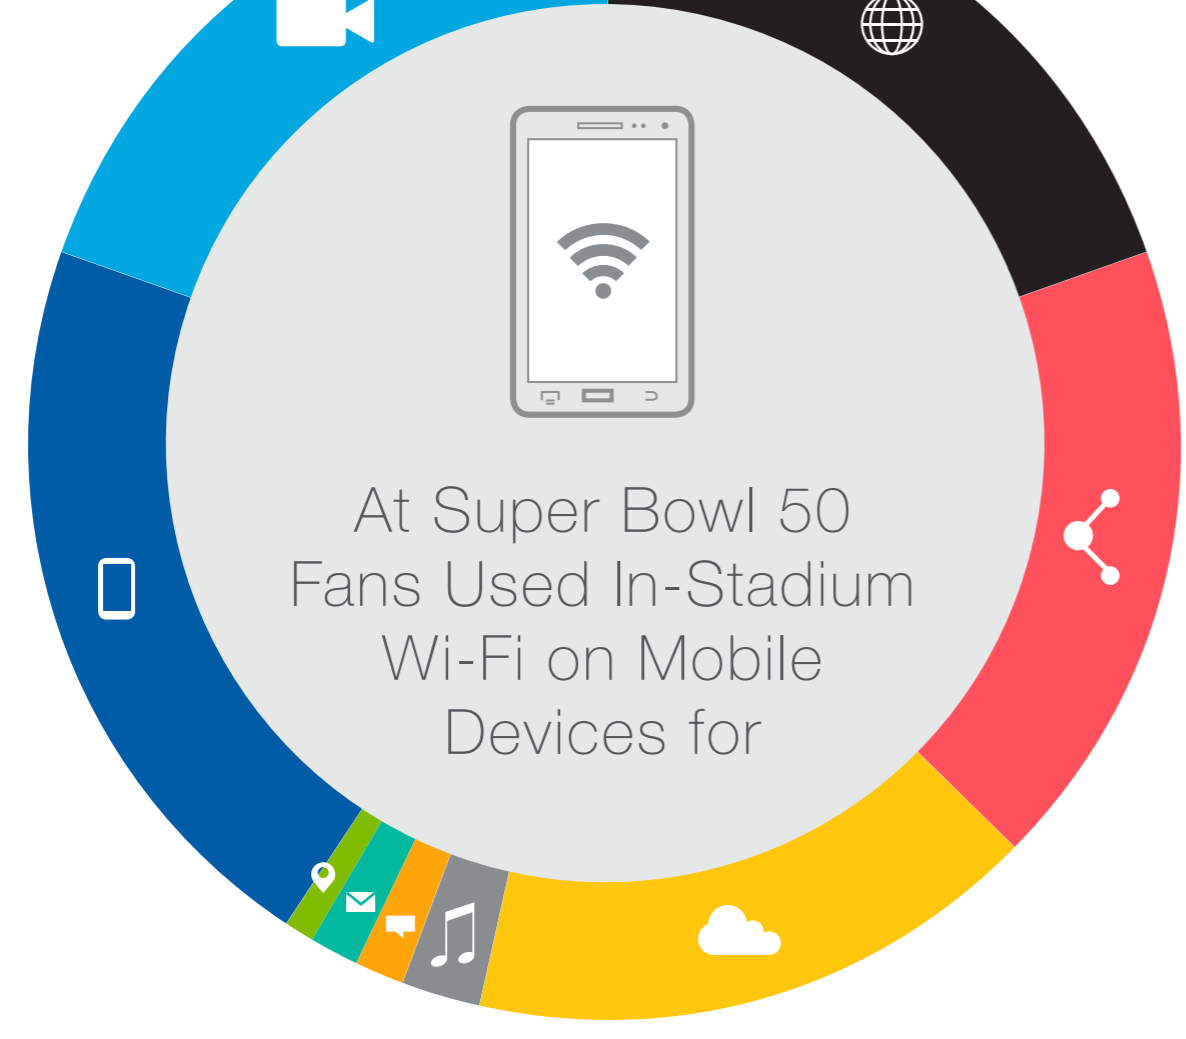 At Super Bowl 50
Fans Used In-Stadium
Wi-Fi on Mobile
Devices for